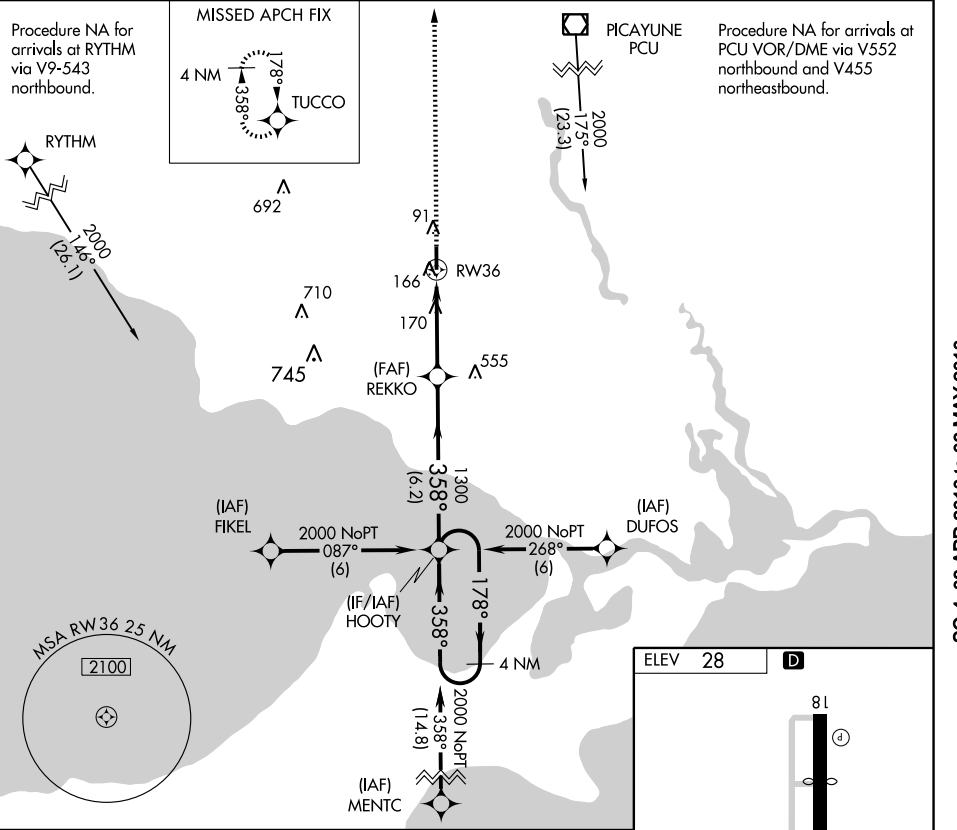 Procedure NA for
arrivals at RYTHM
via V9-543
northbound.
MISSED APCH FIX
4 NM
178°
358°
TUCCO
PICAYUNE
PCU
Procedure NA for arrivals at
PCU VOR/DME via V552
northbound and V455
northeastbound.
2000
175°
(23.3)
RYTHM
2000
146°
(26.1)
692
91
166
RW36
170
710
745
(FAF)
REKKO
555
1300
358°
(6.2)
(IAF)
FIKEL
2000 NoPT
087°
(6)
2000 NoPT
268°
(6)
(IAF)
DUFOS
(IF/IAF)
HOOTY
358°
178°
4 NM
2000 NoPT
358°
(14.8)
(IAF)
MENTC
MSA RW36 25 NM
2100
ELEV 28
D
18
P